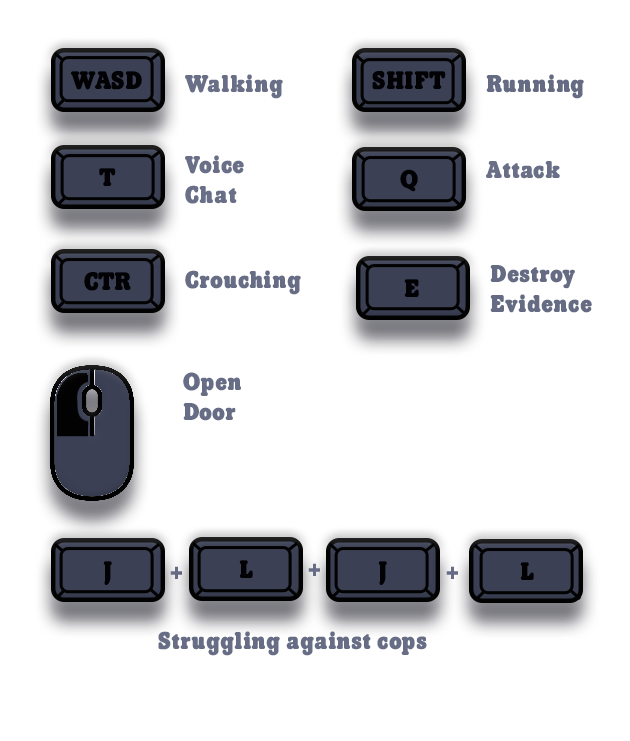 WASD Walking SHIFT Running
T Voice
Chat
Q Attack
CTR Crouching
E Destroy
Evidence
Open
Door
J + L + J + L
Struggling against cops